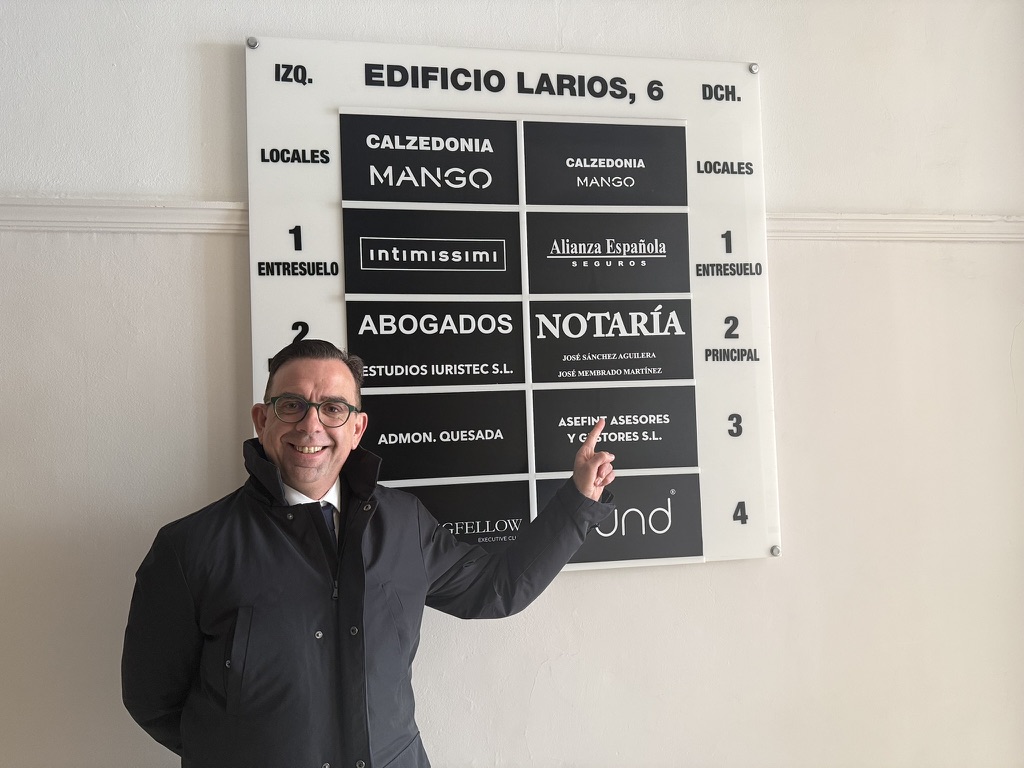 IZQ.
EDIFICIO LARIOS, 6
DCH.
LOCALES
CALZEDONIA
MANGO
CALZEDONIA
MANGO
LOCALES
1
ENTRESUELO
INTIMISSIMI
Alianza Española
SEGUROS
1
ENTRESUELO
2
ABOGADOS
ESTUDIOS IURISTEC S.L.
NOTARÍA
JOSÉ SÁNCHEZ AGUILERA
JOSÉ MEMBRADO MARTÍNEZ
2
PRINCIPAL
ADMON. QUESADA
ASEFINT ASESORES
Y GESTORES S.L.
3
EXECUTIVE
®
4